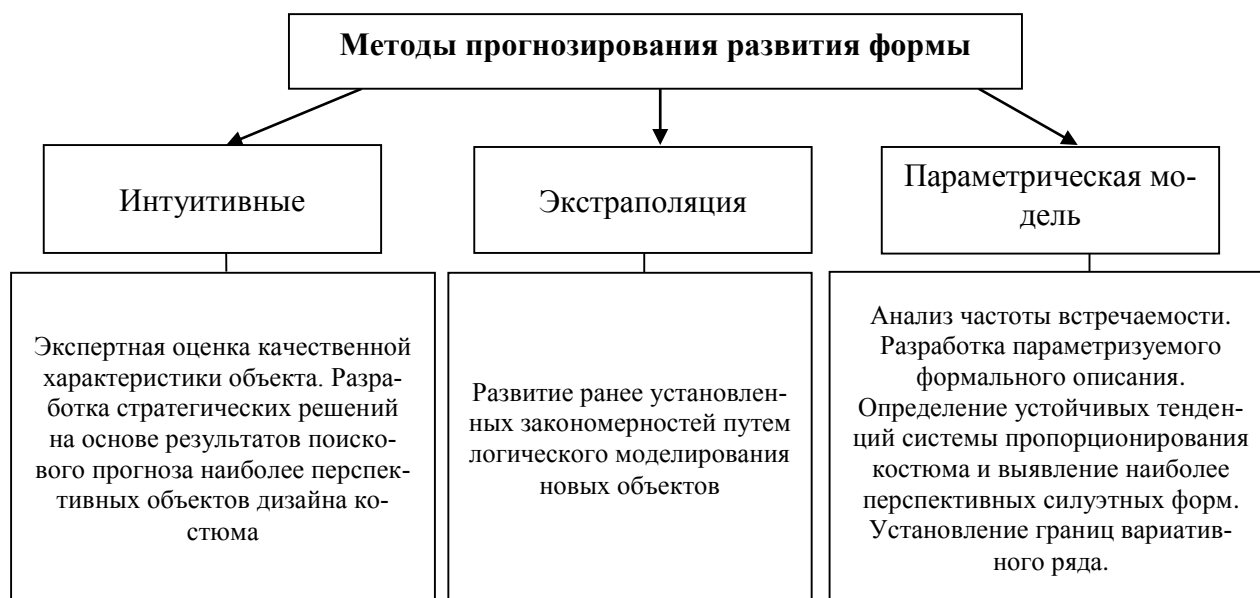 Методы прогнозирования развития формы
Интуитивные
Экстраполяция
Параметрическая мо-
дель
Экспертная оценка качественной
характеристики объекта. Разра-
ботка стратегических решений
на основе результатов поиско-
вого прогноза наиболее перспек-
тивных объектов дизайна ко-
стюма
Развитие ранее установлен-
ных закономерностей путем
логического моделирования
новых объектов
Анализ частоты встречаемости.
Разработка параметризуемого
формального описания.
Определение устойчивых тенден-
ций системы пропорционирования
костюма и выявление наиболее
перспективных силуэтных форм.
Установление границ вариатив-
ного ряда.